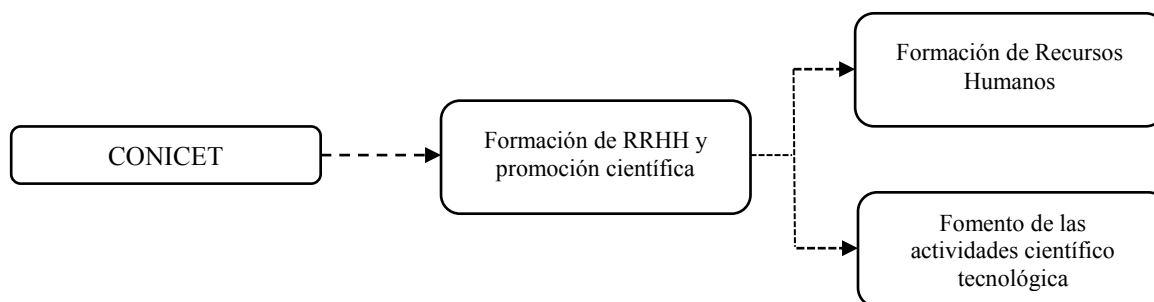 CONICET
Formación de RRHH y
promoción científica
Formación de Recursos
Humanos
Fomento de las
actividades científico
tecnológica